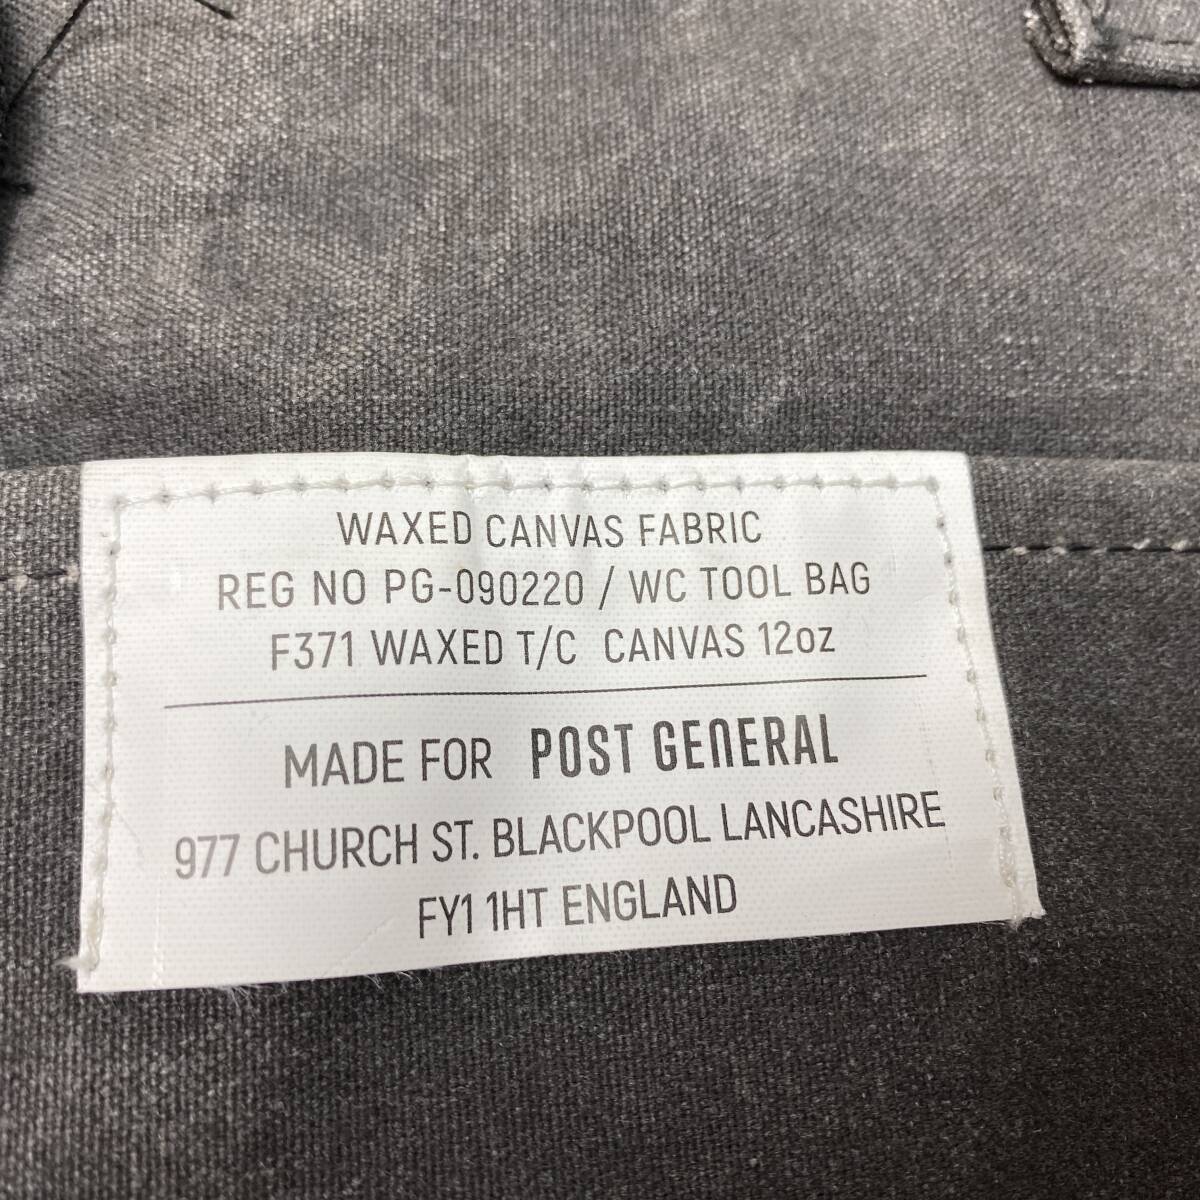 WAXED CANVAS FABRIC
REG NO PG-090220 / WC TOOL BAG
F371 WAXED T/C CANVAS 12oz
MADE FOR POST GENERAL
977 CHURCH ST. BLACKPOOL LANCASHIRE
FY1 1HT ENGLAND